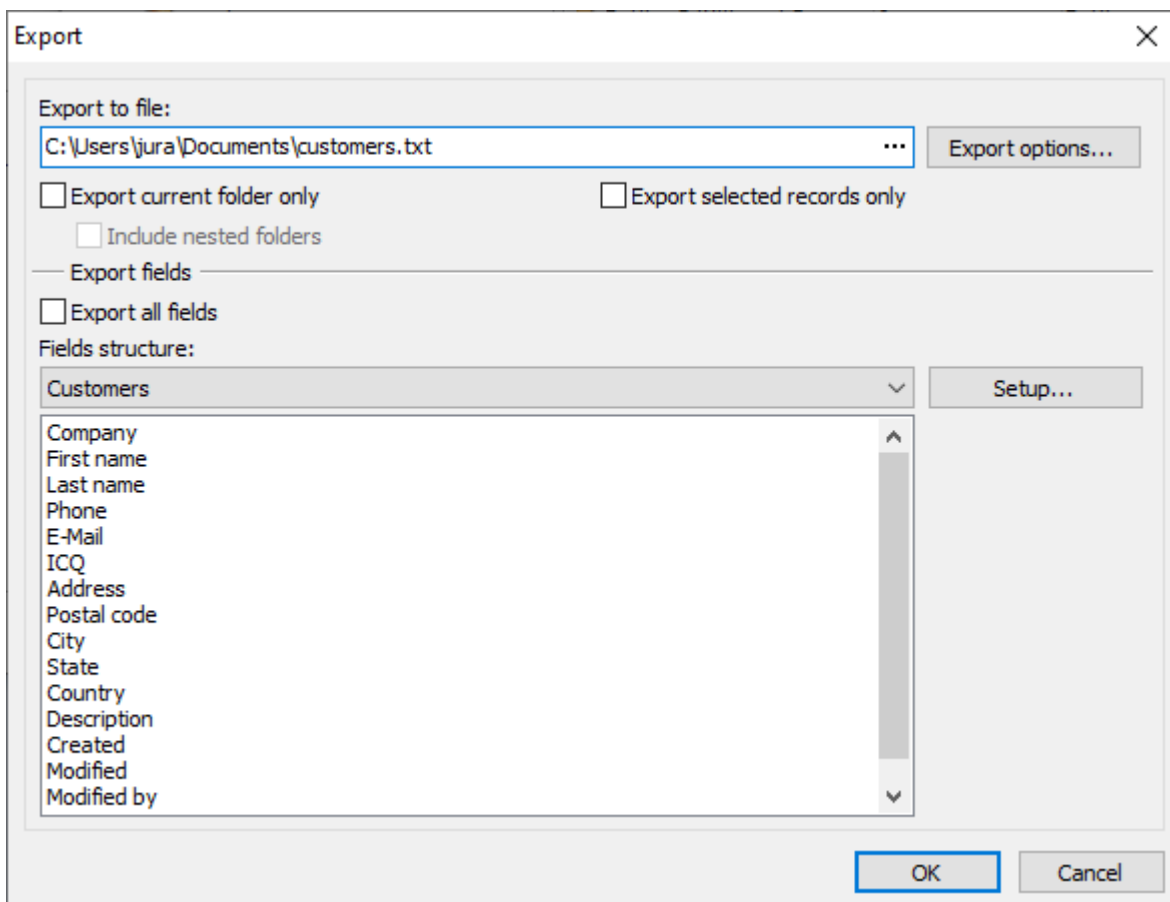 Export
Export to file:
C:\Users\jura\Documents\customers.txt ... Export options...
Export current folder only Export selected records only
Include nested folders
Export fields
Export all fields
Fields structure:
Customers Setup...
Company
First name
Last name
Phone
E-Mail
ICQ
Address
Postal code
City
State
Country
Description
Created
Modified
Modified by
OK Cancel